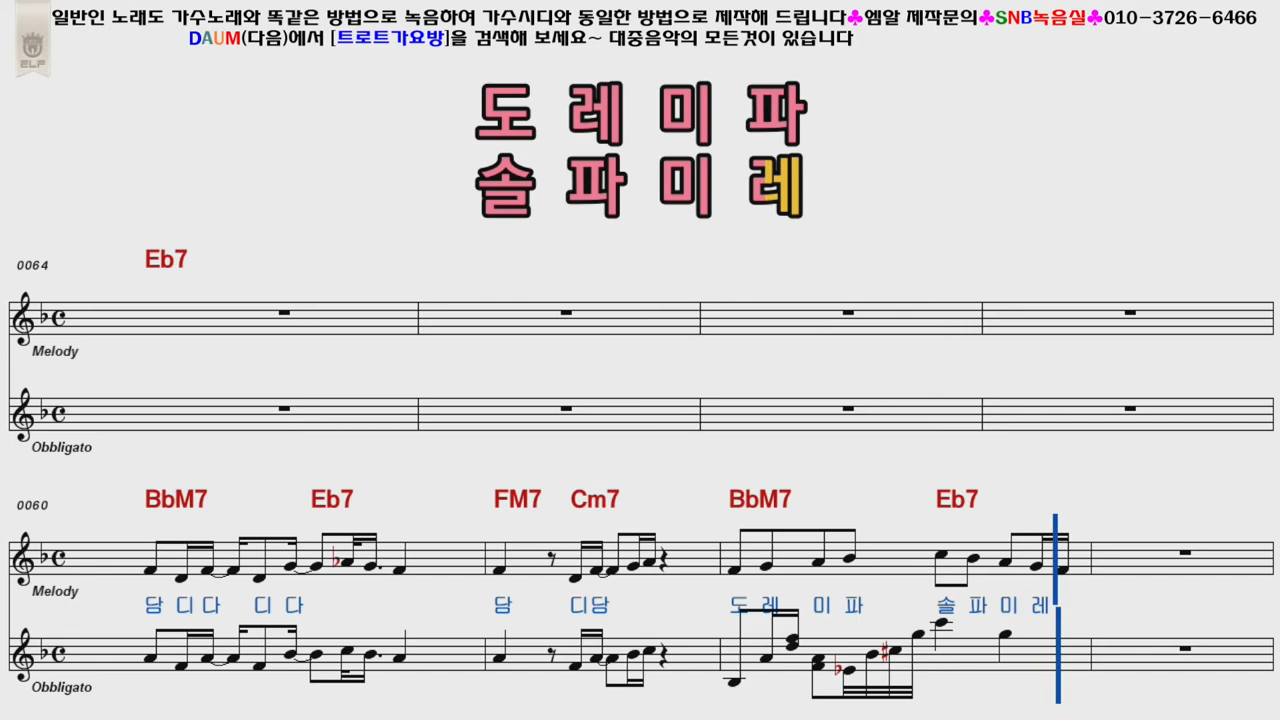 일반인 노래도 가수노래와 똑같은 방법으로 녹음하여 가수시디와 동일한 방법으로 제작해 드립니다♣엠알 제작문의♣SNB녹음실♣010-3726-6466
DAUM(다음)에서 [트로트가요방]을 검색해 보세요~ 대중음악의 모든것이 있습니다
ELF
도 레 미 파
솔 파 미 레
0064 Eb7
Melody
Obbligato
0060 BbM7 Eb7 FM7 Cm7 BbM7 Eb7
Melody
담 디 다 디 다 담 디담 도 레 미 파 솔 파 미 레
Obbligato